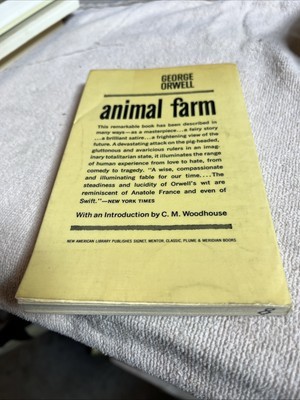 GEORGE
ORWELL
animal farm
This remarkable book has been described in
many ways—as a masterpiece...a fairy story
...a brilliant satire...a frightening view of the
future. A devastating attack on the pig-headed,
gluttonous and avaricious rulers in an imag-
inary totalitarian state, it illuminates the range
of human experience from love to hate, from
comedy to tragedy. "A wise, compassionate
and illuminating fable for our time....The
steadiness and lucidity of Orwell's wit are
reminiscent of Anatole France and even of
Swift."—NEW YORK TIMES
With an Introduction by C. M. Woodhouse
NEW AMERICAN LIBRARY PUBLISHES SIGNET, MENTOR, CLASSIC, PLUME & MERIDIAN BOOKS